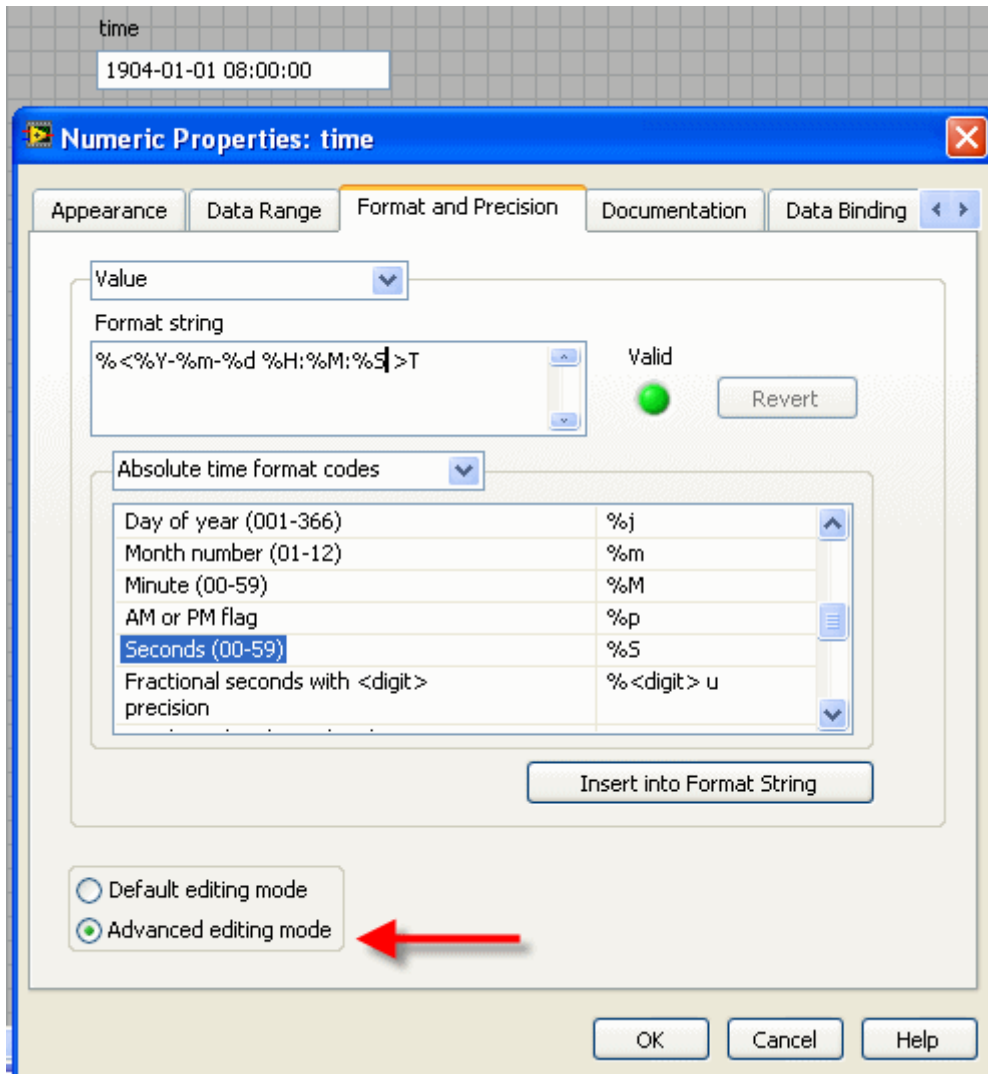 time
1904-01-01 08:00:00
Numeric Properties: time
Appearance Data Range Format and Precision Documentation Data Binding
Value
Format string
%<%Y-%m-%d %H:%M:%S >T
Valid
Revert
Absolute time format codes
Day of year (001-366) %j
Month number (01-12) %m
Minute (00-59) %M
AM or PM flag %p
Seconds (00-59) %S
Fractional seconds with <digit> %<digit> u
precision
Insert into Format String
Default editing mode
Advanced editing mode
OK Cancel Help